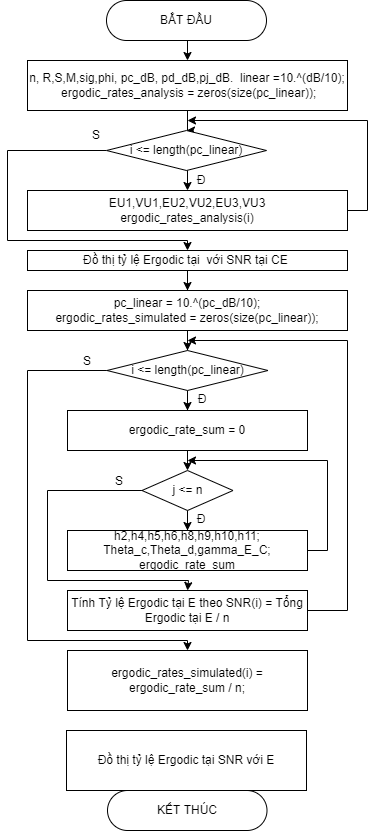 BẮT ĐẦU
n, R,S,M,sig,phi, pc_dB, pd_dB,pj_dB. linear =10.^(dB/10);
ergodic_rates_analysis = zeros(size(pc_linear));
S
i <= length(pc_linear)
Đ
EU1,VU1,EU2,VU2,EU3,VU3
ergodic_rates_analysis(i)
Đồ thị tỷ lệ Ergodic tại với SNR tại CE
pc_linear = 10.^(pc_dB/10);
ergodic_rates_simulated = zeros(size(pc_linear));
S
i <= length(pc_linear)
Đ
ergodic_rate_sum = 0
S
j <= n
Đ
h2,h4,h5,h6,h8,h9,h10,h11;
Theta_c,Theta_d,gamma_E_C;
ergodic_rate_sum
Tính Tỷ lệ Ergodic tại E theo SNR(i) = Tổng
Ergodic tại E / n
ergodic_rates_simulated(i) =
ergodic_rate_sum / n;
Đồ thị tỷ lệ Ergodic tại SNR với E
KẾT THÚC